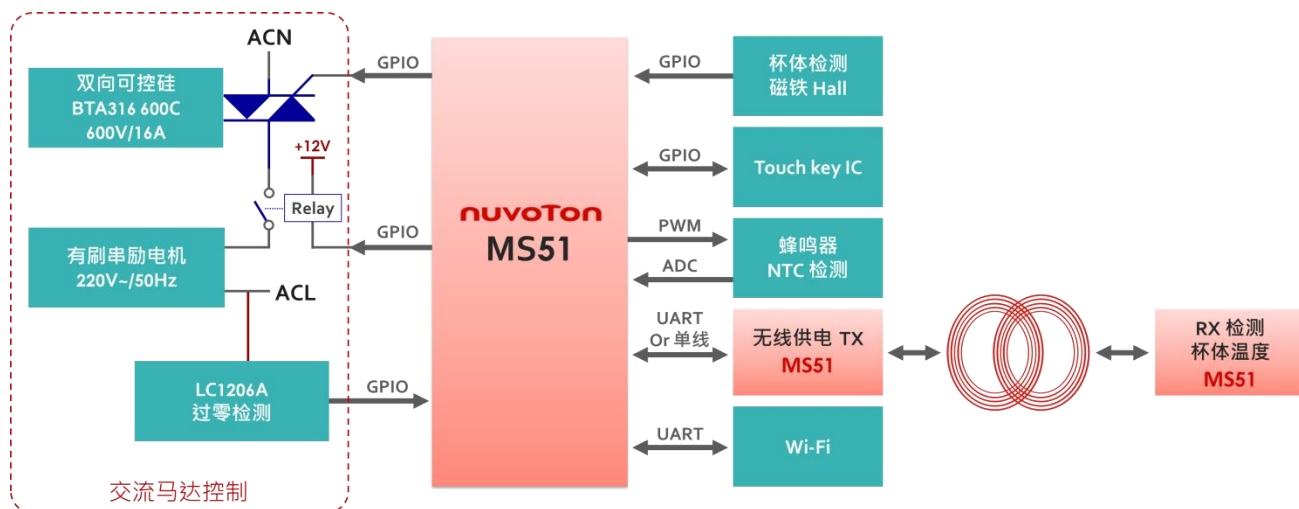 ACN
双向可控硅
BTA316 600C
600V/16A
GPIO
+12V
Relay
GPIO
有刷串励电机
220V~/50Hz
ACL
LC1206A
过零检测
GPIO
交流马达控制
nuvoTon
MS51
GPIO
杯体检测
磁铁 Hall
GPIO
Touch key IC
PWM
ADC
蜂鸣器
NTC 检测
UART
Or 单线
无线供电 TX
MS51
RX 检测
杯体温度
MS51
UART
Wi-Fi